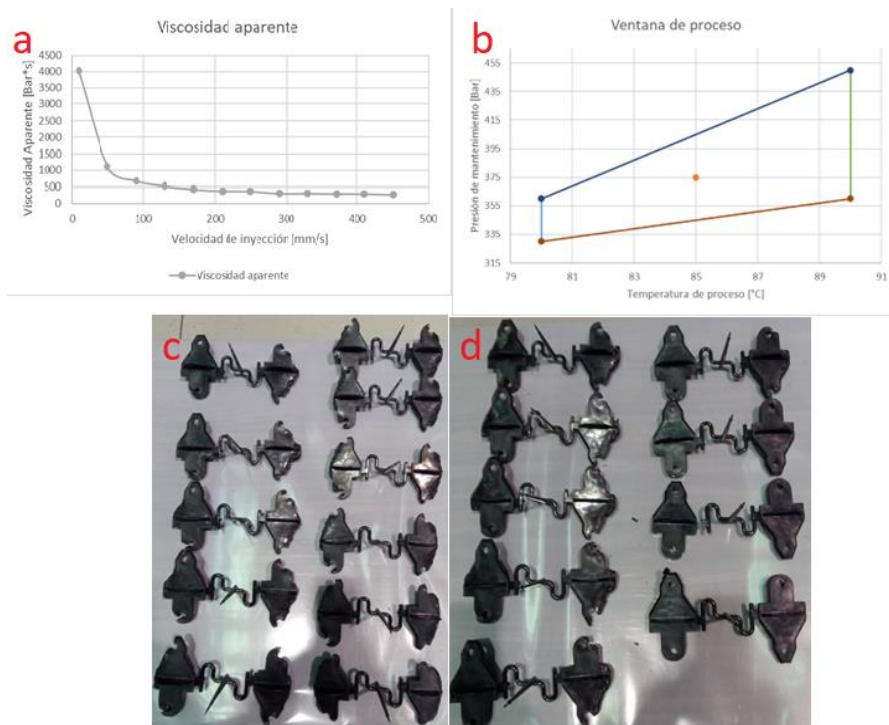 a
Viscosidad aparente
Viscosidad Aparente [Bar*s]
4500
4000
3500
3000
2500
2000
1500
1000
500
0
0 100 200 300 400 500
Velocidad de inyección [mm/s]
Viscosidad aparente
b
Ventana de proceso
Presión de mantenimiento [Bar]
455
435
415
395
375
355
335
315
79 81 83 85 87 89 91
Temperatura de proceso [°C]
c
d